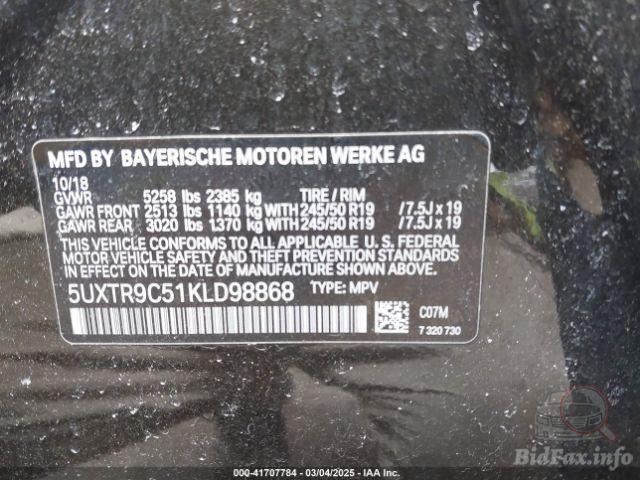 MFD BY BAYERISCHE MOTOREN WERKE AG
10/18
GVWR 5258 lbs 2385 kg TIRE / RIM
GAWR FRONT 2513 lbs 1140 kg WITH 245/50 R19 /7.5J x 19
GAWR REAR 3020 lbs 1370 kg WITH 245/50 R19 /7.5J x 19
THIS VEHICLE CONFORMS TO ALL APPLICABLE U. S. FEDERAL
MOTOR VEHICLE SAFETY AND THEFT PREVENTION STANDARDS
IN EFFECT ON THE DATE OF MANUFACTURE SHOWN ABOVE.
5UXTR9C51KLD98868 TYPE: MPV
C07M
7 320 730
BidFax.info
000-41707784 - 03/04/2025 - IAA Inc.